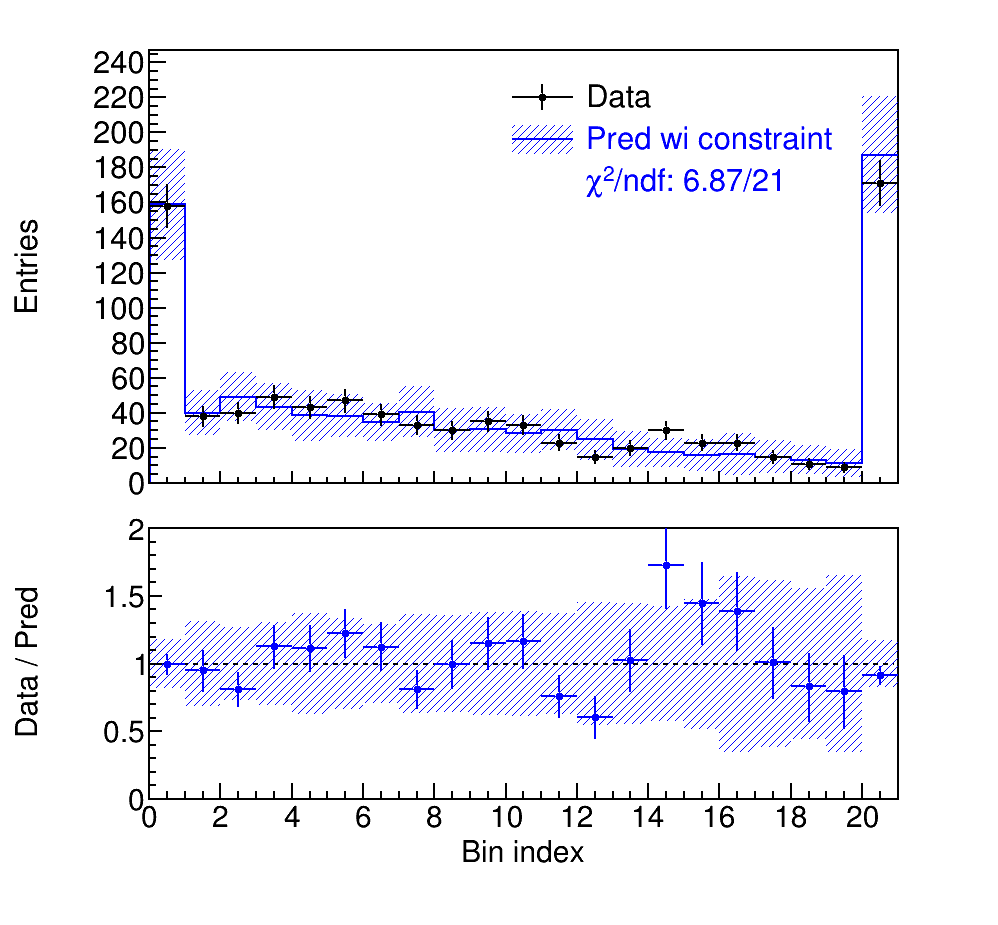 240
220
200
180
160
140
120
100
80
60
40
20
0
Entries
Data
Pred wi constraint
χ²/ndf: 6.87/21
2
1.5
1
0.5
0
Data / Pred
0 2 4 6 8 10 12 14 16 18 20
Bin index